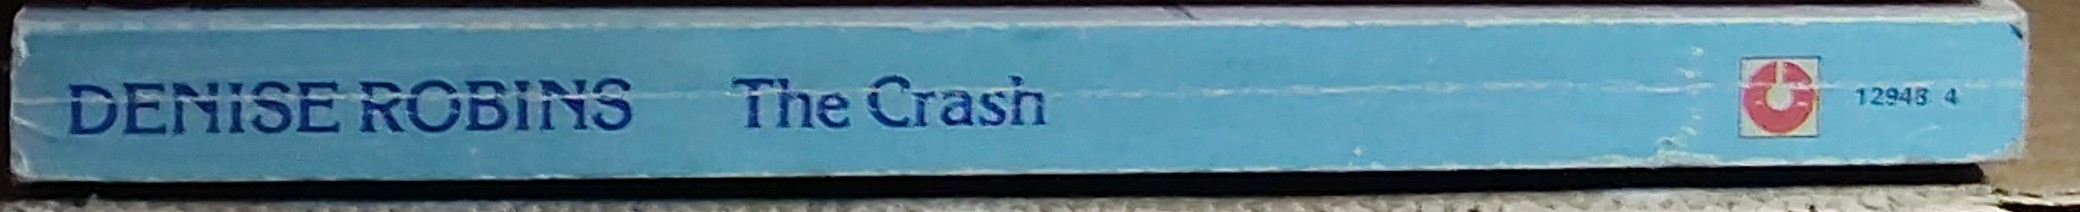 DENISE ROBINS The Crash 12948 4